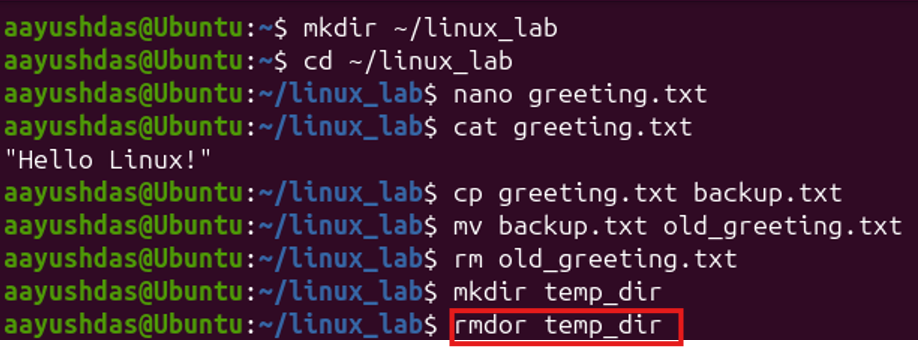 aayushdas@Ubuntu:~$ mkdir ~/linux_lab
aayushdas@Ubuntu:~$ cd ~/linux_lab
aayushdas@Ubuntu:~/linux_lab$ nano greeting.txt
aayushdas@Ubuntu:~/linux_lab$ cat greeting.txt
"Hello Linux!"
aayushdas@Ubuntu:~/linux_lab$ cp greeting.txt backup.txt
aayushdas@Ubuntu:~/linux_lab$ mv backup.txt old_greeting.txt
aayushdas@Ubuntu:~/linux_lab$ rm old_greeting.txt
aayushdas@Ubuntu:~/linux_lab$ mkdir temp_dir
aayushdas@Ubuntu:~/linux_lab$ rmdor temp_dir